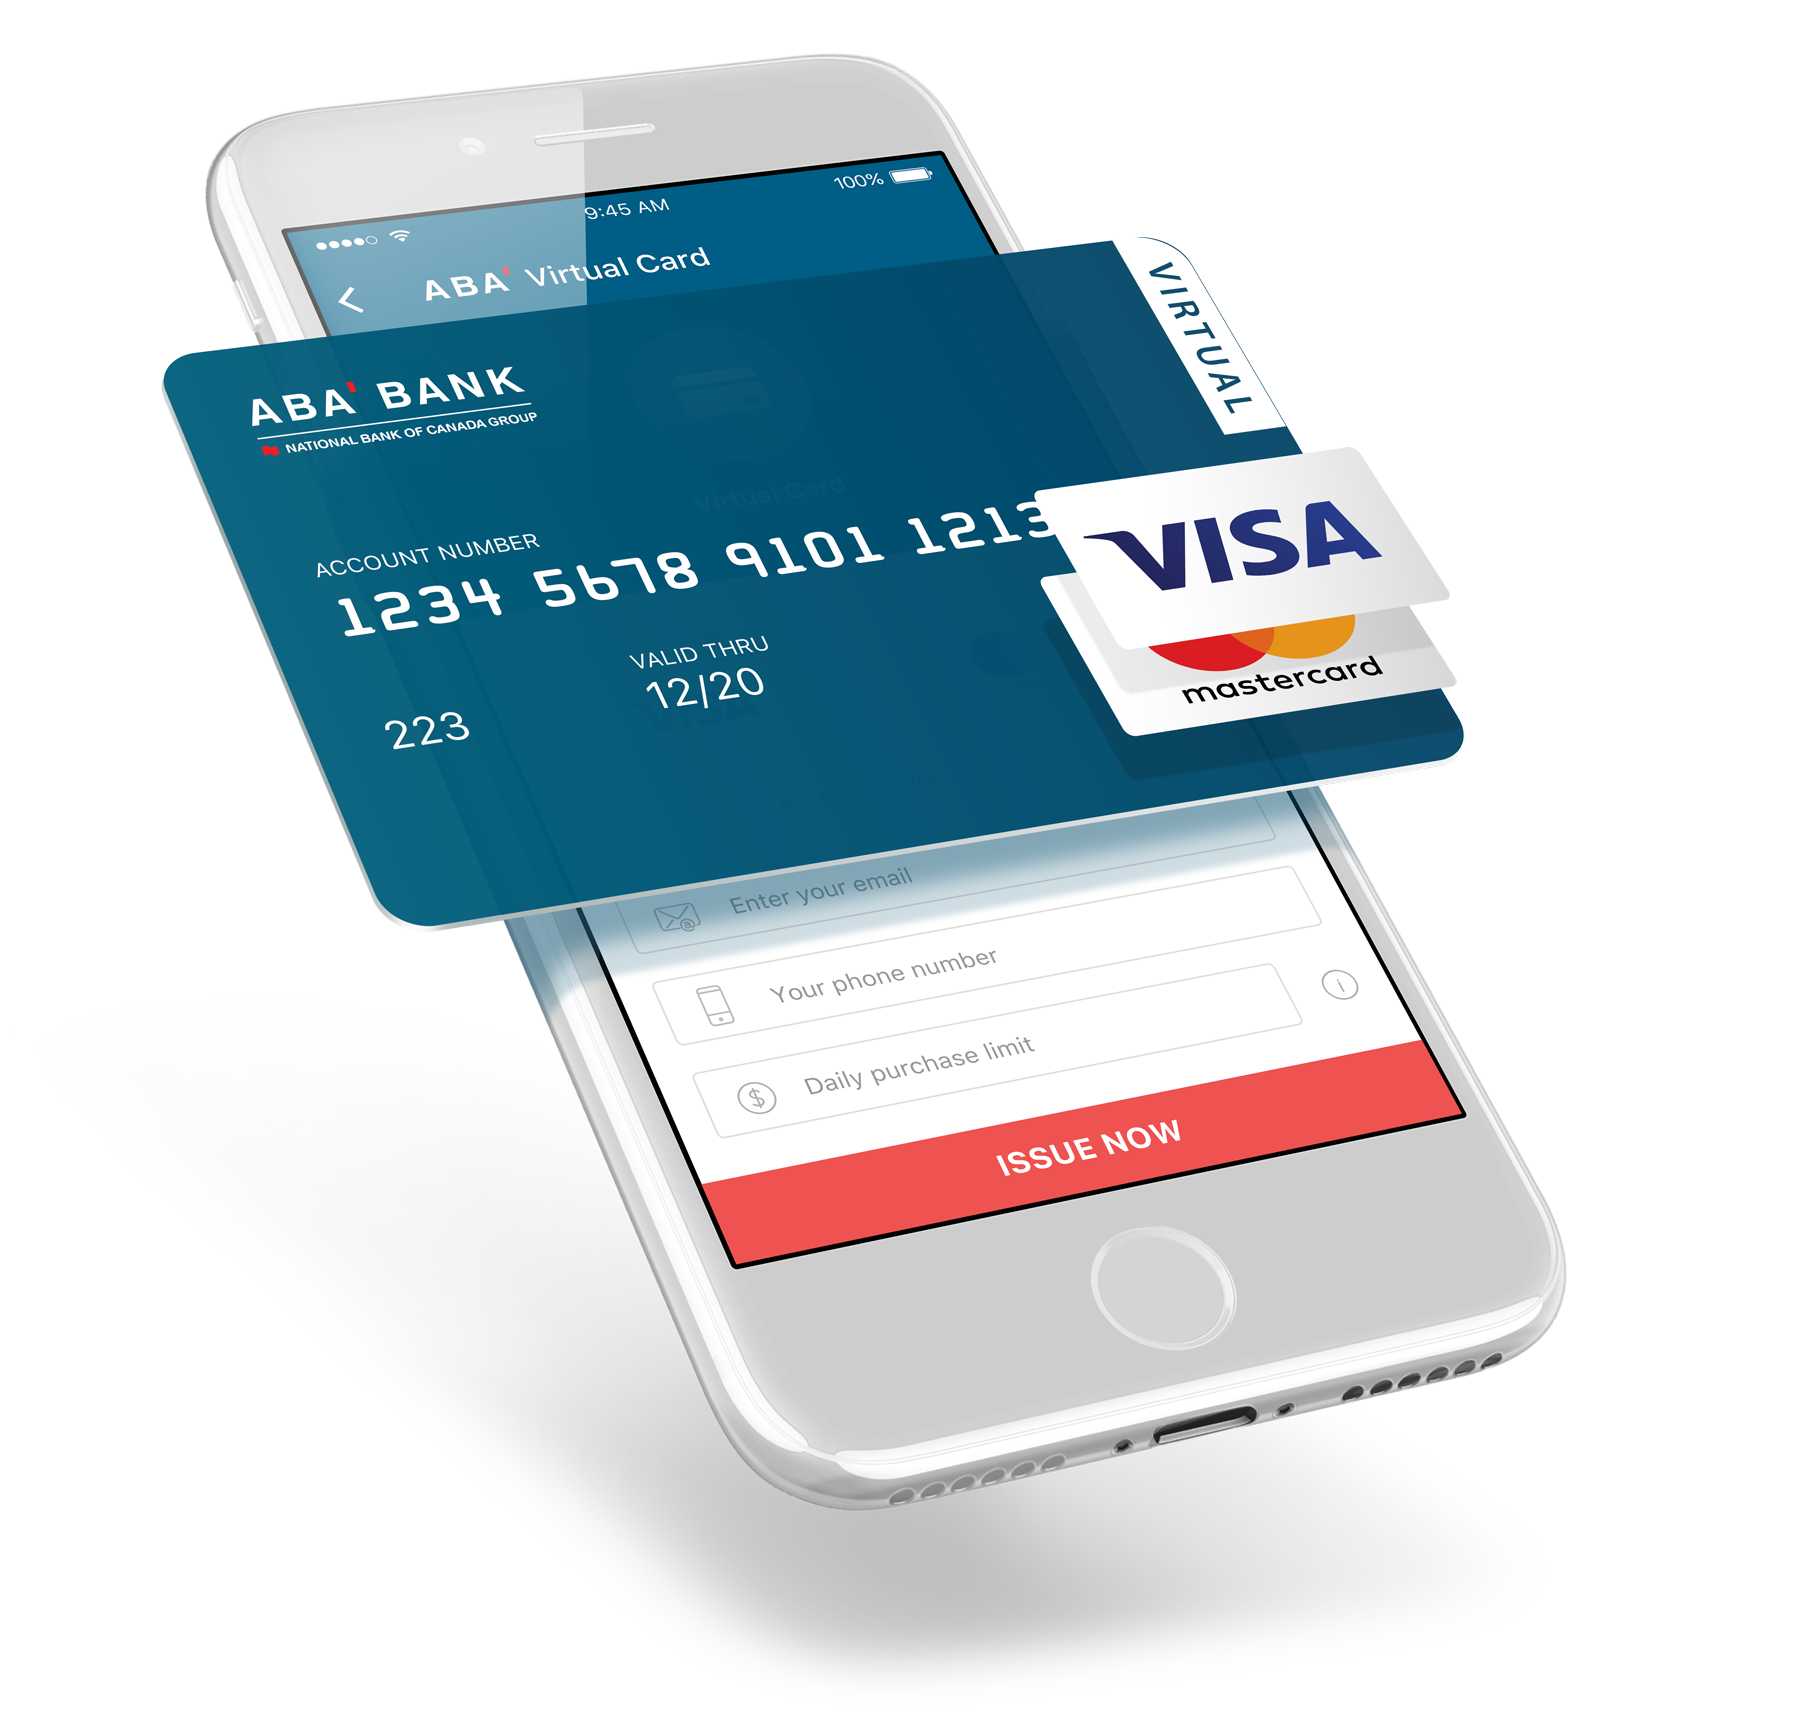 100%
9:45 AM
ABA' Virtual Card
VIRTUAL
ABA' BANK
NATIONAL BANK OF CANADA GROUP
Virtual Card
ACCOUNT NUMBER
1234 5678 9101 1213
VISA
VALID THRU
12/20
mastercard
223
Enter your email
Your phone number
i
$ Daily purchase limit
ISSUE NOW